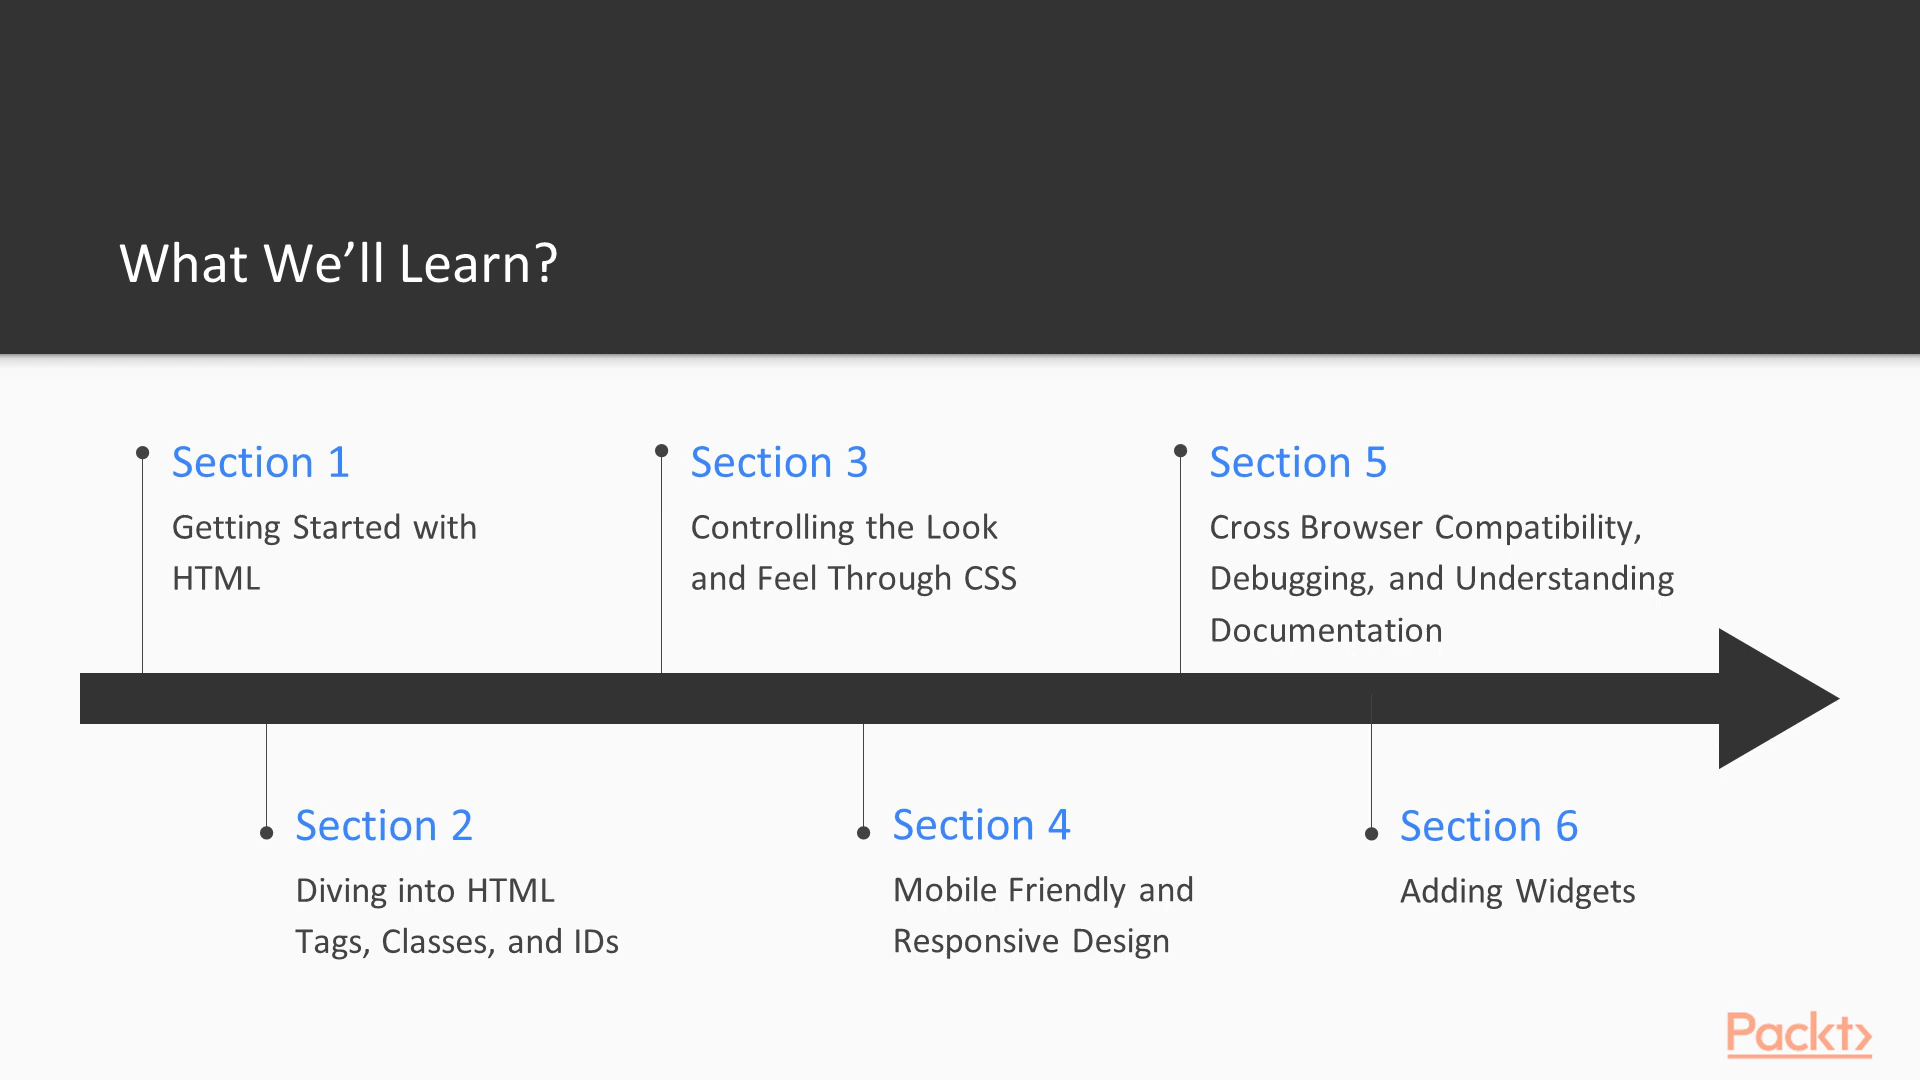 What We’ll Learn?
Section 1
Getting Started with
HTML
Section 2
Diving into HTML
Tags, Classes, and IDs
Section 3
Controlling the Look
and Feel Through CSS
Section 4
Mobile Friendly and
Responsive Design
Section 5
Cross Browser Compatibility,
Debugging, and Understanding
Documentation
Section 6
Adding Widgets
Packt>